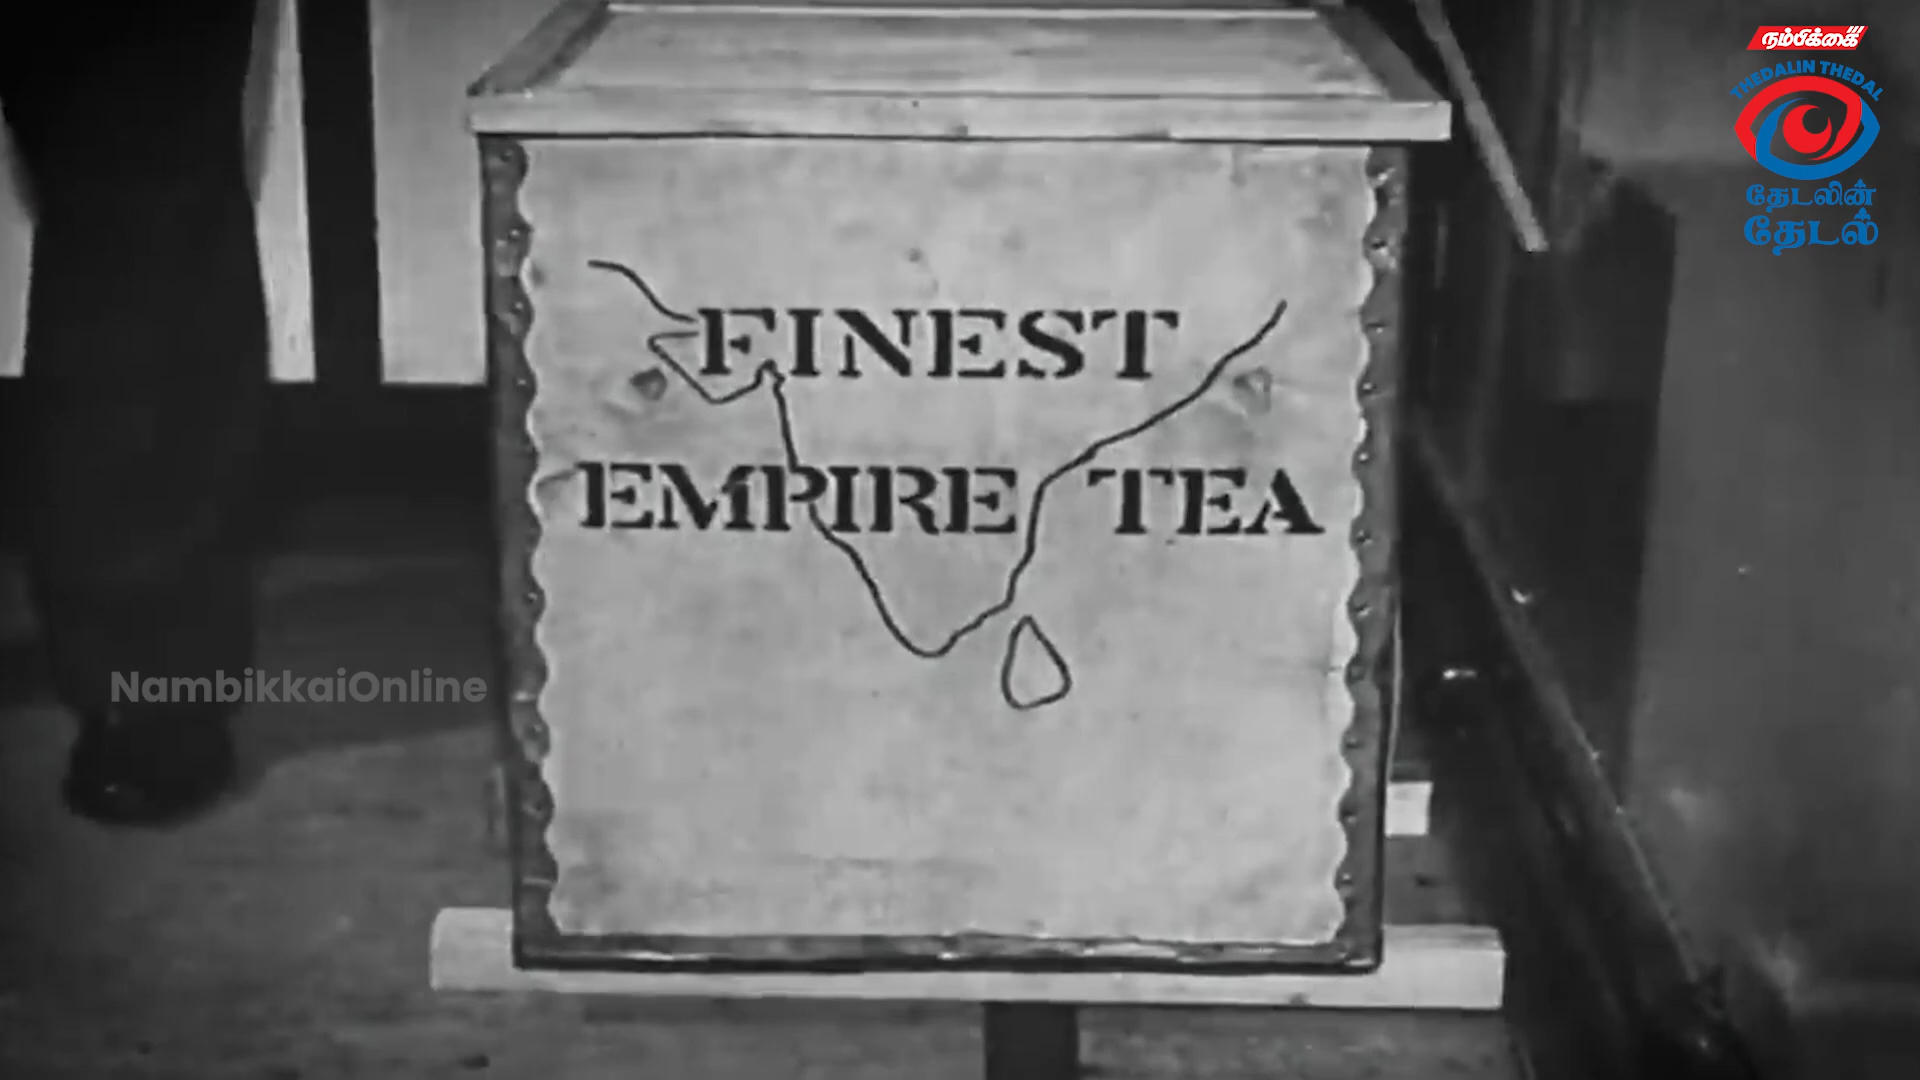 நம்பிக்கை
THEDALIN THEDAL
தேடலின்
தேடல்
FINEST
EMPIRE TEA
NambikkaiOnline